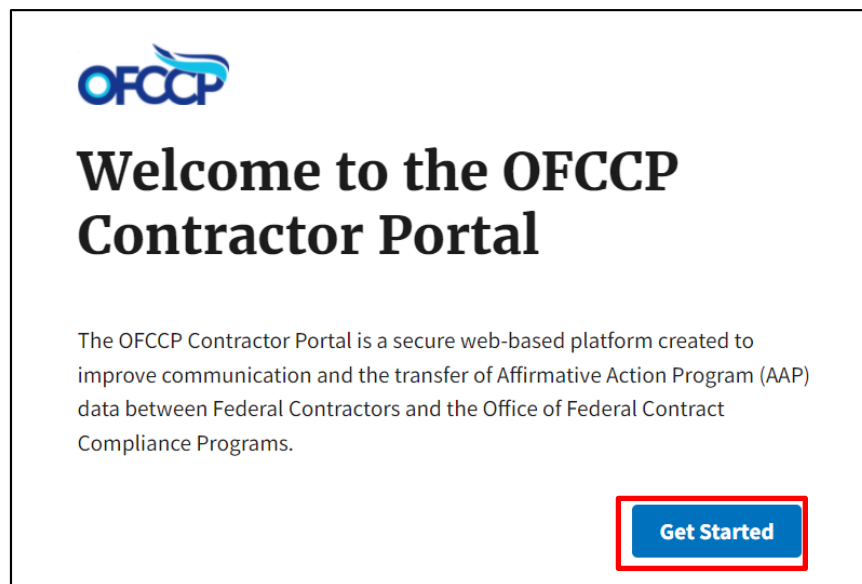 OFCCP
Welcome to the OFCCP
Contractor Portal
The OFCCP Contractor Portal is a secure web-based platform created to
improve communication and the transfer of Affirmative Action Program (AAP)
data between Federal Contractors and the Office of Federal Contract
Compliance Programs.
Get Started